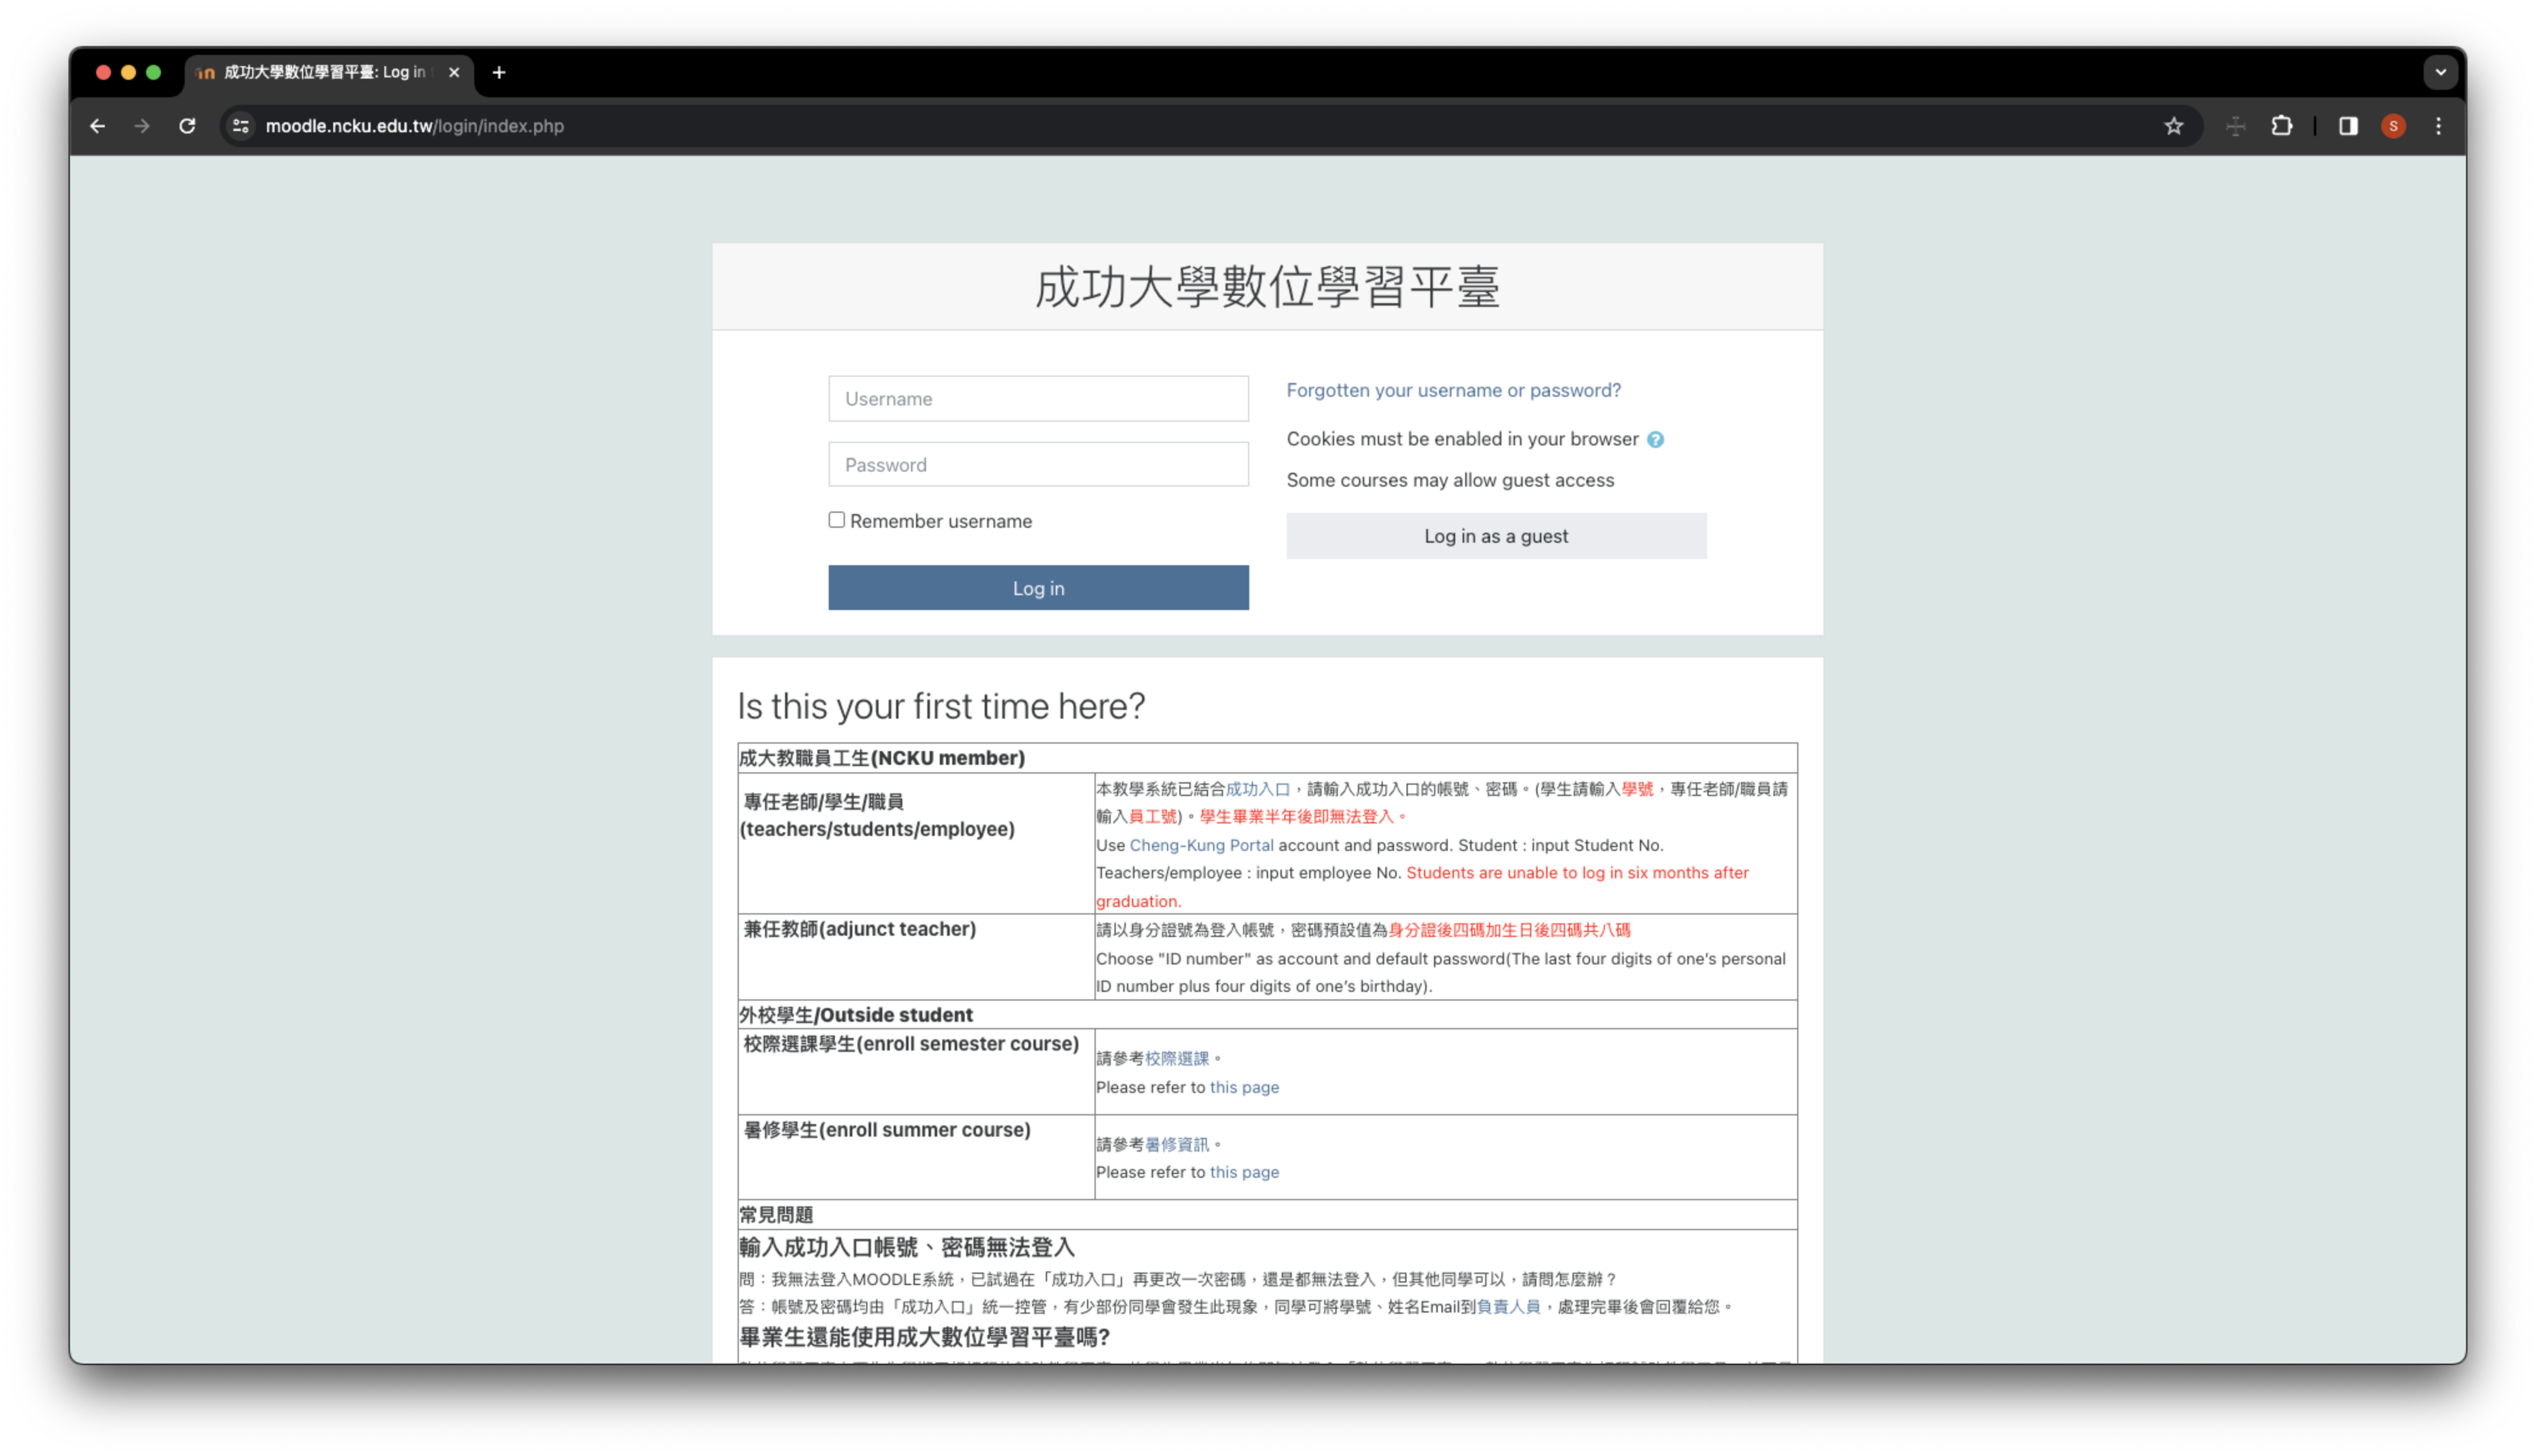 成功大學數位學習平臺: Log in
moodle.ncku.edu.tw/login/index.php
S
成功大學數位學習平臺
Username
Password
Remember username
Log in
Forgotten your username or password?
Cookies must be enabled in your browser
Some courses may allow guest access
Log in as a guest
Is this your first time here?
成大教職員工生(NCKU member)
專任老師/學生/職員
(teachers/students/employee)
本教學系統已結合成功入口，請輸入成功入口的帳號、密碼。(學生請輸入學號，專任老師/職員請
輸入員工號)。學生畢業半年後即無法登入。
Use Cheng-Kung Portal account and password. Student : input Student No.
Teachers/employee : input employee No. Students are unable to log in six months after
graduation.
兼任教師(adjunct teacher)
請以身分證號為登入帳號，密碼預設值為身分證後四碼加生日後四碼共八碼
Choose "ID number" as account and default password(The last four digits of one's personal
ID number plus four digits of one's birthday).
外校學生/Outside student
校際選課學生(enroll semester course)
請參考校際選課。
Please refer to this page
暑修學生(enroll summer course)
請參考暑修資訊。
Please refer to this page
常見問題
輸入成功入口帳號、密碼無法登入
問：我無法登入MOODLE系統，已試過在「成功入口」再更改一次密碼，還是都無法登入，但其他同學可以，請問怎麼辦？
答：帳號及密碼均由「成功入口」統一控管，有少部份同學會發生此現象，同學可將學號、姓名Email到負責人員，處理完畢後會回覆給您。
畢業生還能使用成大數位學習平臺嗎?